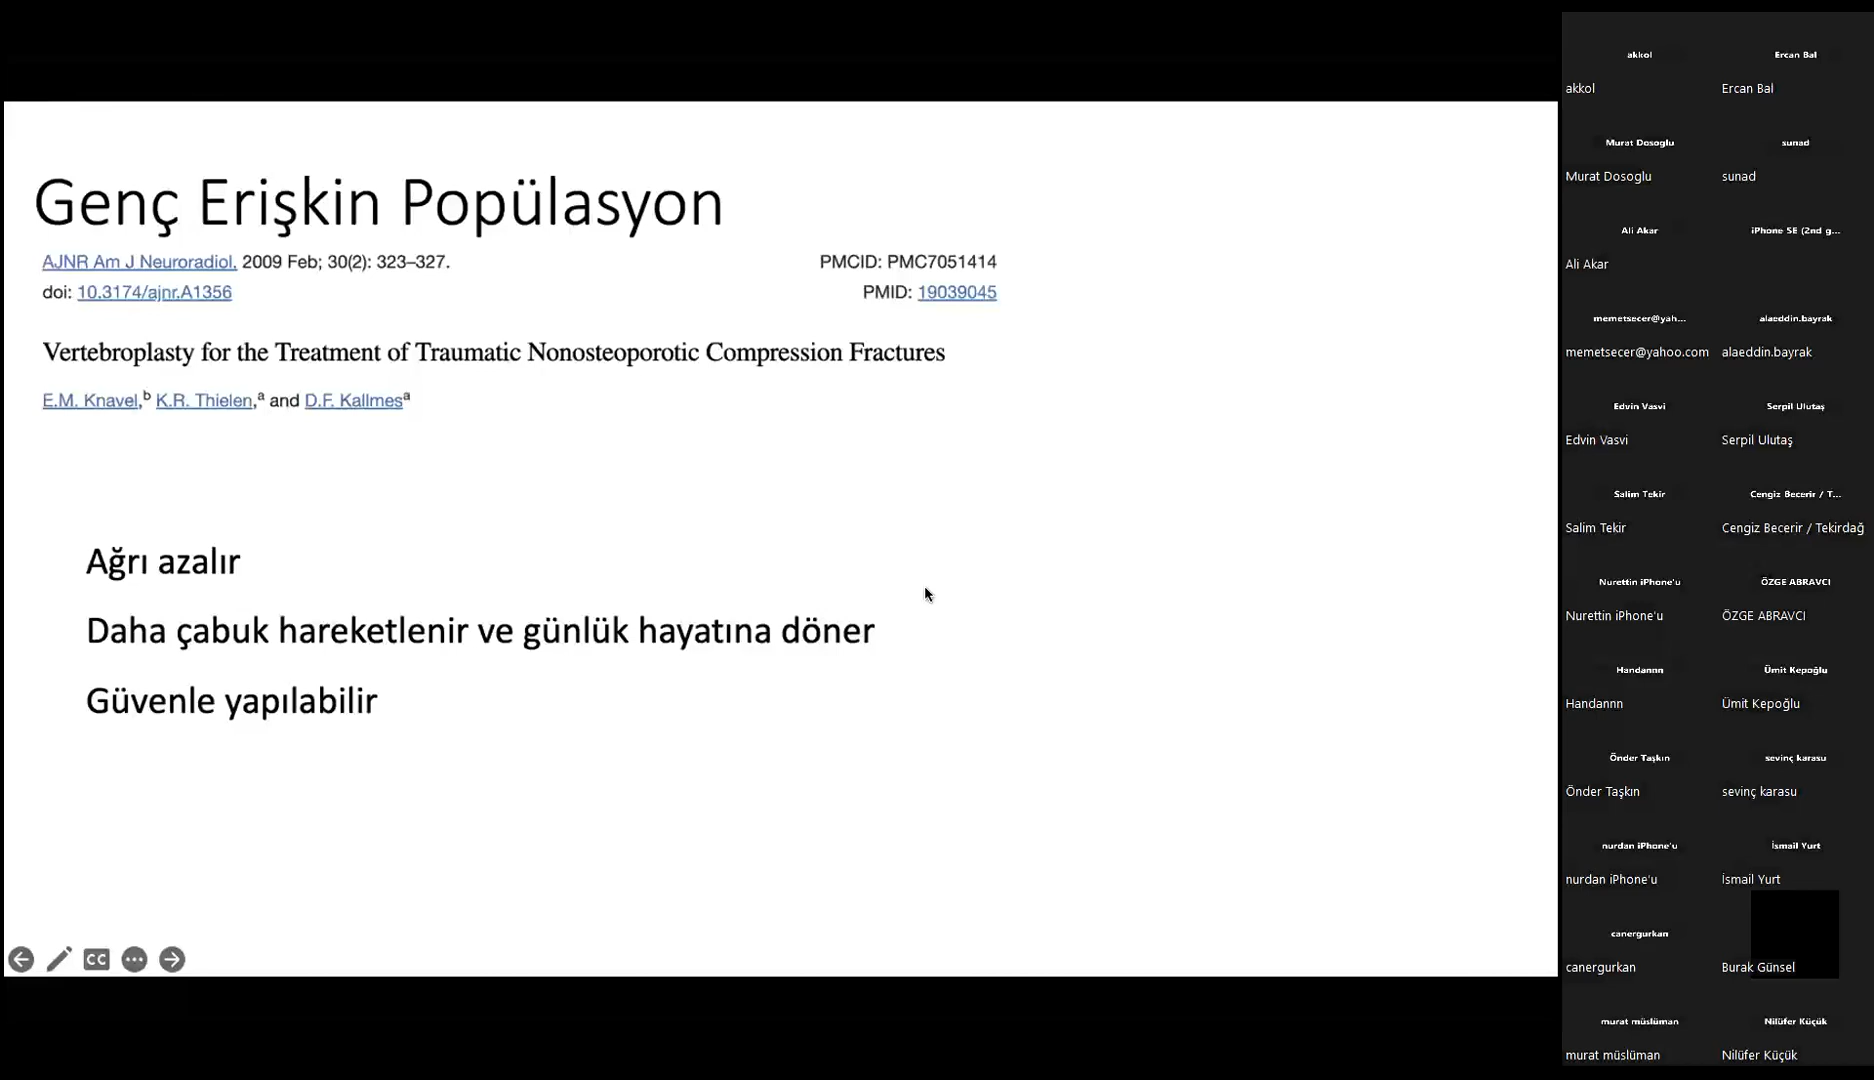 Genç Erişkin Popülasyon
AJNR Am J Neuroradiol. 2009 Feb; 30(2): 323–327.
PMCID: PMC7051414
doi: 10.3174/ajnr.A1356
PMID: 19039045
Vertebroplasty for the Treatment of Traumatic Nonosteoporotic Compression Fractures
E.M. Knavel,b K.R. Thielen,a and D.F. Kallmesa
Ağrı azalır
Daha çabuk hareketlenir ve günlük hayatına döner
Güvenle yapılabilir
CC
akkol
Ercan Bal
akkol
Ercan Bal
Murat Dosoglu
sunad
Murat Dosoglu
sunad
Ali Akar
iPhone SE (2nd g...
Ali Akar
memetsecer@yah...
alaeddin.bayrak
memetsecer@yahoo.com
alaeddin.bayrak
Edvin Vasvi
Serpil Ulutaş
Edvin Vasvi
Serpil Ulutaş
Salim Tekir
Cengiz Becerir / T...
Salim Tekir
Cengiz Becerir / Tekirdağ
Nurettin iPhone'u
ÖZGE ABRAVCI
Nurettin iPhone'u
ÖZGE ABRAVCI
Handannn
Ümit Kepoğlu
Handannn
Ümit Kepoğlu
Önder Taşkın
sevinç karasu
Önder Taşkın
sevinç karasu
nurdan iPhone'u
İsmail Yurt
nurdan iPhone'u
İsmail Yurt
canergurkan
canergurkan
Burak Günsel
murat müslüman
Nilüfer Küçük
murat müslüman
Nilüfer Küçük